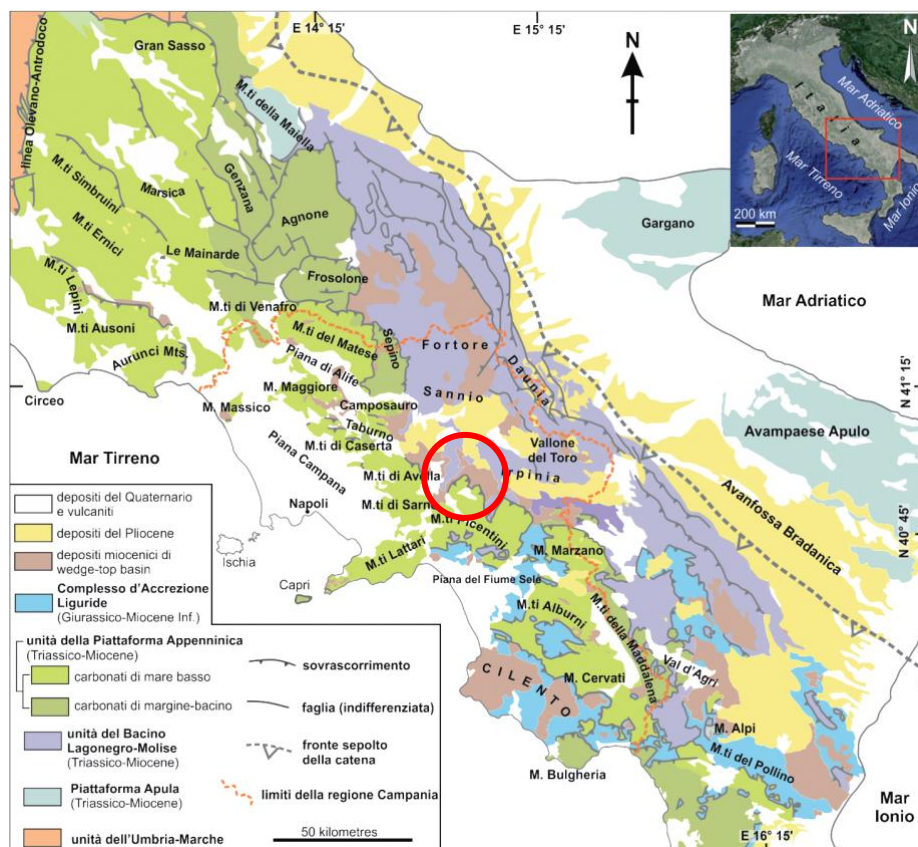 E 14° 15'
E 15° 15'
Gran Sasso
linea Olevano-Antrodoco
M.ti della Maiella
M.ti Simbruini
Marsica
Genzana
Agnone
M.ti Ernici
Le Mainarde
Frosolone
M.ti Lepini
M.ti Ausoni
M.ti di Venafro
Aurunci Mts.
M.ti del Matese
Sepino
Fortore
Daunia
Circeo
Piana di Alife
M. Maggiore
Sannio
M. Massico
Camposauro
Taburno
M.ti di Caserta
Vallone
del Toro
Irpinia
Mar Tirreno
Piana Campana
M.ti di Avella
Napoli
M.ti di Sarno
M.ti Picentini
Ischia
M.ti Lattari
M. Marzano
Capri
Piana del Fiume Sele
M.ti Alburni
M.ti della Maddalena
CILENTO
M. Cervati
Val d'Agri
M. Alpi
M. Bulgheria
M.ti del Pollino
Gargano
Mar Adriatico
Avampaese Apulo
Avanfossa Bradanica
Mar
Ionio
N 41° 15'
N 40° 45'
E 16° 15'
N
N
Italia
Mar Adriatico
Mar Tirreno
Mar Ionio
200 km
depositi del Quaternario
e vulcaniti
depositi del Pliocene
depositi miocenici di
wedge-top basin
Complesso d'Accrezione
Liguride
(Giurassico-Miocene Inf.)
unità della Piattaforma Appenninica
(Triassico-Miocene)
carbonati di mare basso
carbonati di margine-bacino
unità del Bacino
Lagonegro-Molise
(Triassico-Miocene)
Piattaforma Apula
(Triassico-Miocene)
unità dell'Umbria-Marche
sovrascorrimento
faglia (indifferenziata)
fronte sepolto
della catena
limiti della regione Campania
50 kilometres